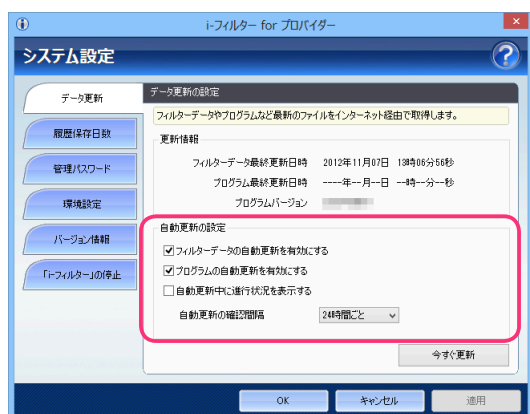 i-フィルター for プロバイダー
システム設定
データ更新
履歴保存日数
管理パスワード
環境設定
バージョン情報
「i-フィルター」の停止
データ更新の設定
フィルターデータやプログラムなど最新のファイルをインターネット経由で取得します。
更新情報
フィルターデータ最終更新日時 2012年11月07日 13時06分56秒
プログラム最終更新日時 ----年--月--日 --時--分--秒
プログラムバージョン
自動更新の設定
フィルターデータの自動更新を有効にする
プログラムの自動更新を有効にする
自動更新中に進行状況を表示する
自動更新の確認間隔 24時間ごと
今すぐ更新
OK キャンセル 適用